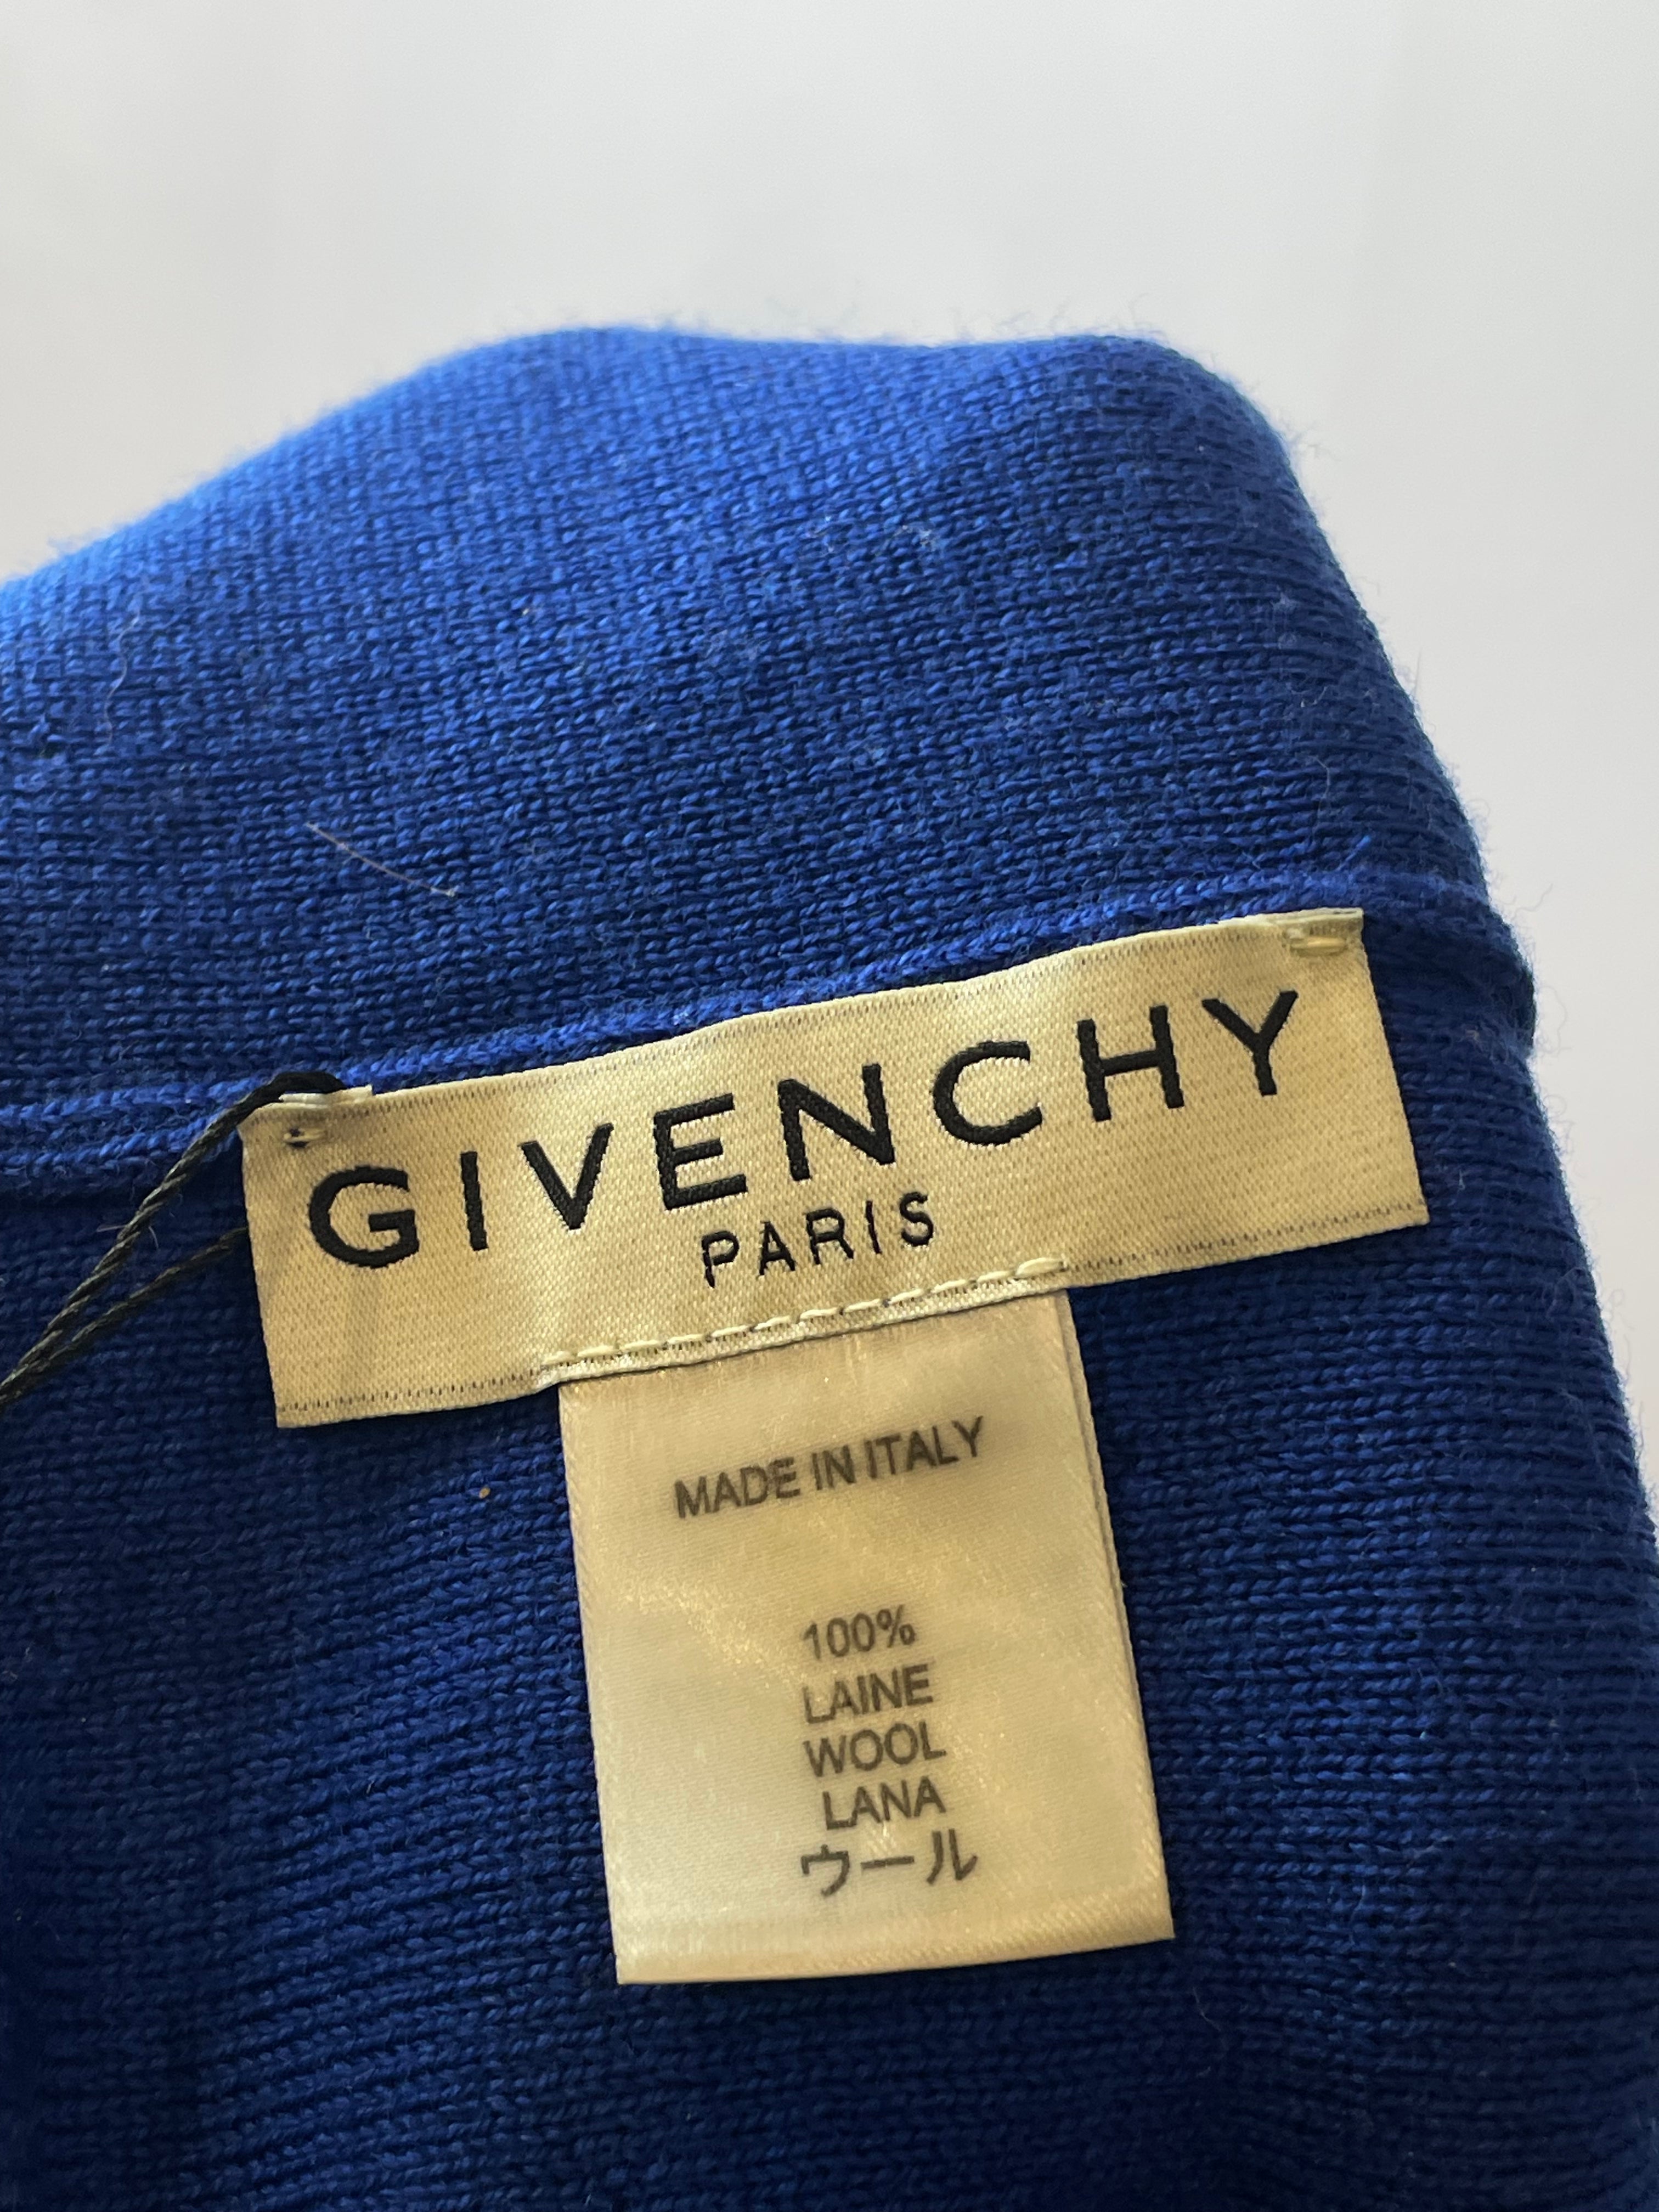 GIVENCHY
PARIS
MADE IN ITALY
100%
LAINE
WOOL
LANA
ウール